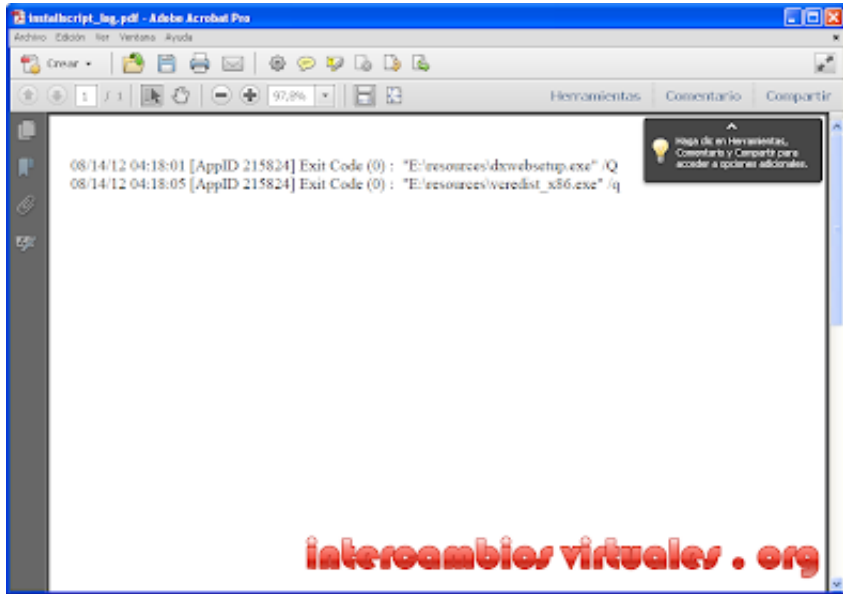 installscript_log.pdf - Adobe Acrobat Pro
Archivo Edición Ver Ventana Ayuda
Crear
1 / 1 97,8% Herramientas Comentario Compartir
Haga clic en Herramientas,
Comentario y Compartir para
acceder a opciones adicionales.
08/14/12 04:18:01 [AppID 215824] Exit Code (0) : "E:\resources\dxwebsetup.exe" /Q
08/14/12 04:18:05 [AppID 215824] Exit Code (0) : "E:\resources\vcredist_x86.exe" /q
intercambios virtuales . org